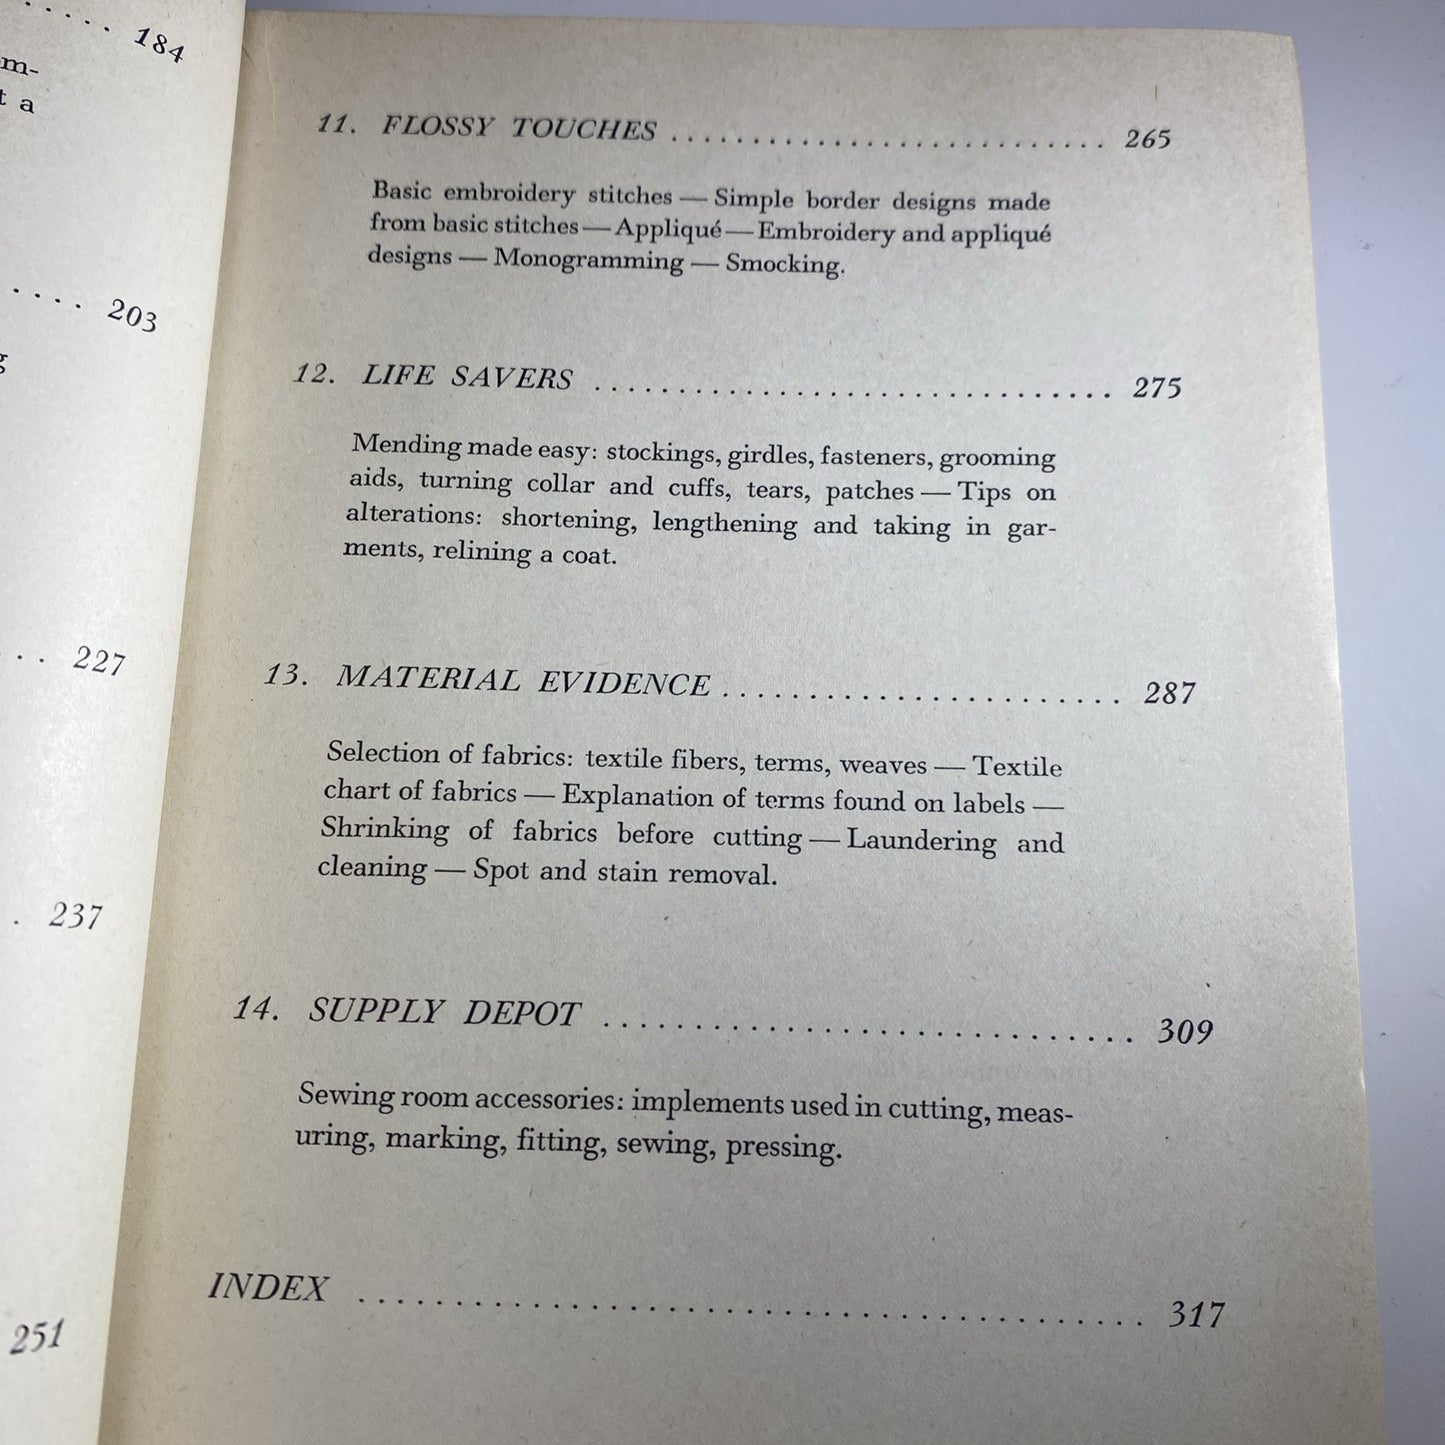 . . . . . 184
m-
t a
. . . . 203
g
. . . 227
. 237
251
11. FLOSSY TOUCHES . . . . . . . . . . . . . . . . . . . . . . . . . . . 265
Basic embroidery stitches — Simple border designs made
from basic stitches — Appliqué — Embroidery and appliqué
designs — Monogramming — Smocking.
12. LIFE SAVERS . . . . . . . . . . . . . . . . . . . . . . . . . . . . . . . 275
Mending made easy: stockings, girdles, fasteners, grooming
aids, turning collar and cuffs, tears, patches — Tips on
alterations: shortening, lengthening and taking in gar-
ments, relining a coat.
13. MATERIAL EVIDENCE . . . . . . . . . . . . . . . . . . . . . . . 287
Selection of fabrics: textile fibers, terms, weaves — Textile
chart of fabrics — Explanation of terms found on labels —
Shrinking of fabrics before cutting — Laundering and
cleaning — Spot and stain removal.
14. SUPPLY DEPOT . . . . . . . . . . . . . . . . . . . . . . . . . . . . . 309
Sewing room accessories: implements used in cutting, meas-
uring, marking, fitting, sewing, pressing.
INDEX . . . . . . . . . . . . . . . . . . . . . . . . . . . . . . . . . . . . . . . . . 317